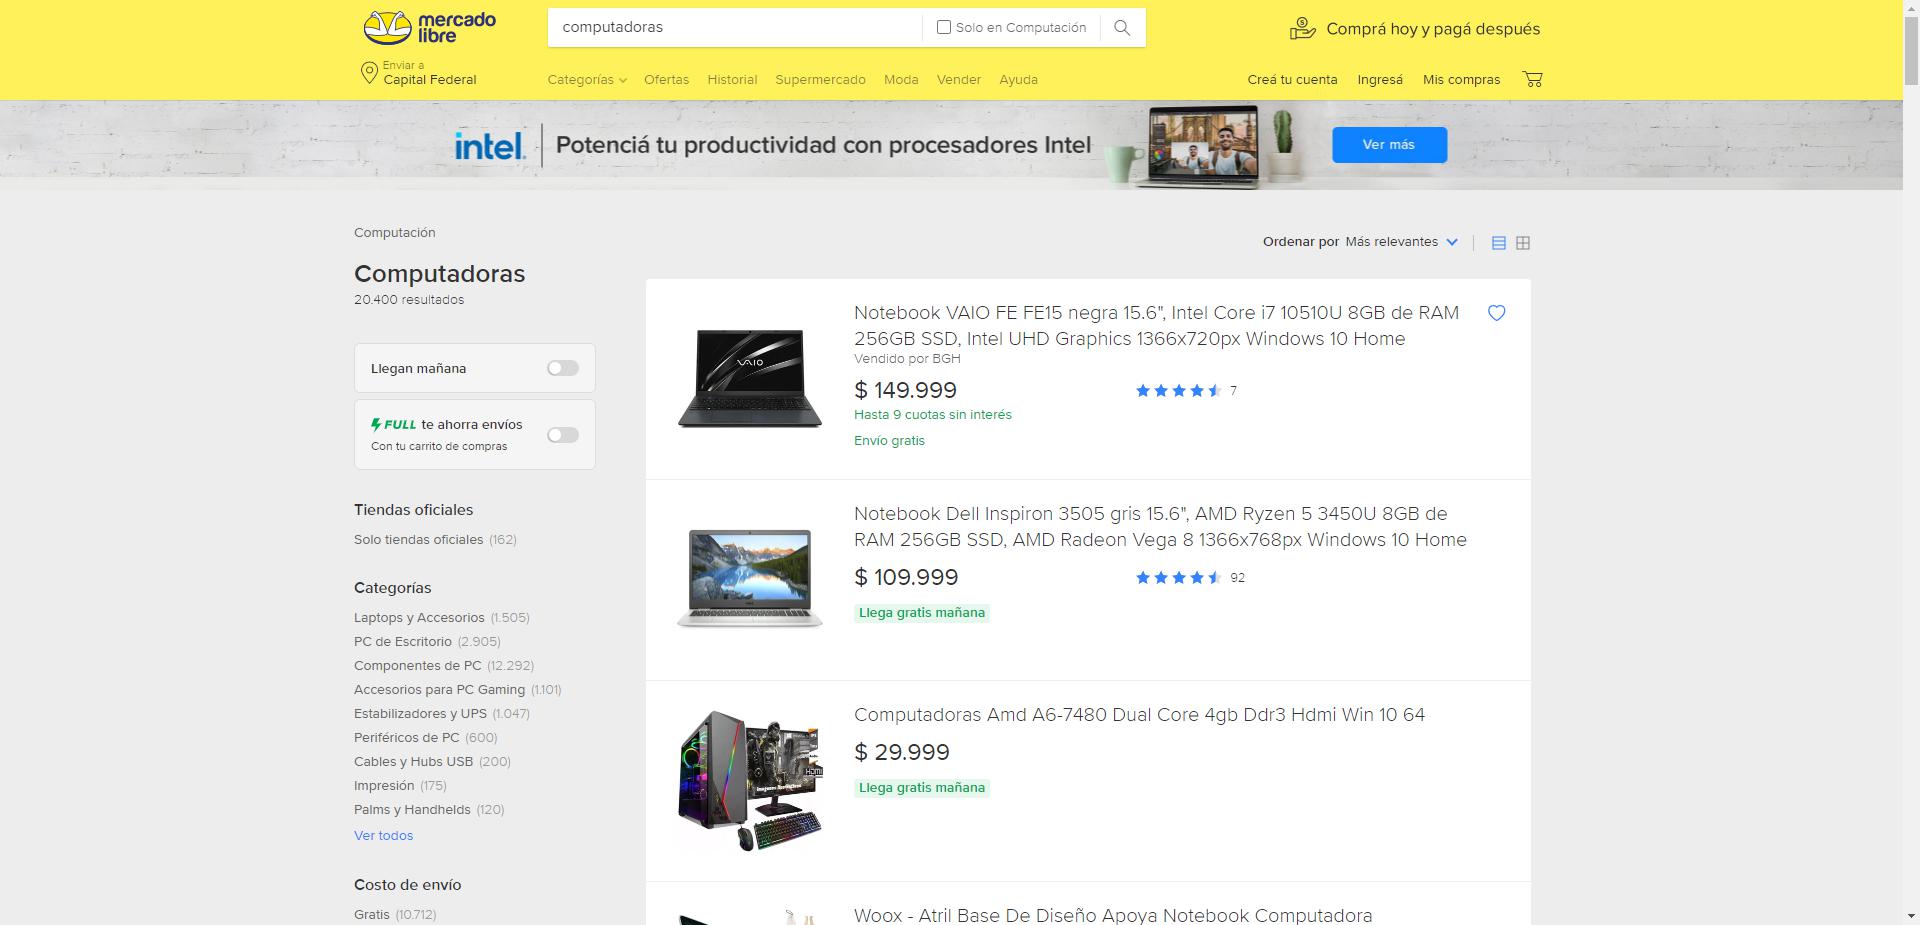 mercado
libre
computadoras
Solo en Computación
Comprá hoy y pagá después
Enviar a
Capital Federal
Categorías
Ofertas
Historial
Supermercado
Moda
Vender
Ayuda
Creá tu cuenta
Ingresá
Mis compras
intel.
Potenciá tu productividad con procesadores Intel
Ver más
Computación
Ordenar por Más relevantes
Computadoras
20.400 resultados
Llegan mañana
FULL te ahorra envíos
Con tu carrito de compras
Tiendas oficiales
Solo tiendas oficiales (162)
Categorías
Laptops y Accesorios (1.505)
PC de Escritorio (2.905)
Componentes de PC (12.292)
Accesorios para PC Gaming (1.101)
Estabilizadores y UPS (1.047)
Periféricos de PC (600)
Cables y Hubs USB (200)
Impresión (175)
Palms y Handhelds (120)
Ver todos
Costo de envío
Gratis (10.712)
VAIO
Notebook VAIO FE FE15 negra 15.6", Intel Core i7 10510U 8GB de RAM
256GB SSD, Intel UHD Graphics 1366x720px Windows 10 Home
Vendido por BGH
$ 149.999
7
Hasta 9 cuotas sin interés
Envío gratis
Notebook Dell Inspiron 3505 gris 15.6", AMD Ryzen 5 3450U 8GB de
RAM 256GB SSD, AMD Radeon Vega 8 1366x768px Windows 10 Home
$ 109.999
92
Llega gratis mañana
Computadoras Amd A6-7480 Dual Core 4gb Ddr3 Hdmi Win 10 64
$ 29.999
Llega gratis mañana
HDMI
Woox - Atril Base De Diseño Apoya Notebook Computadora